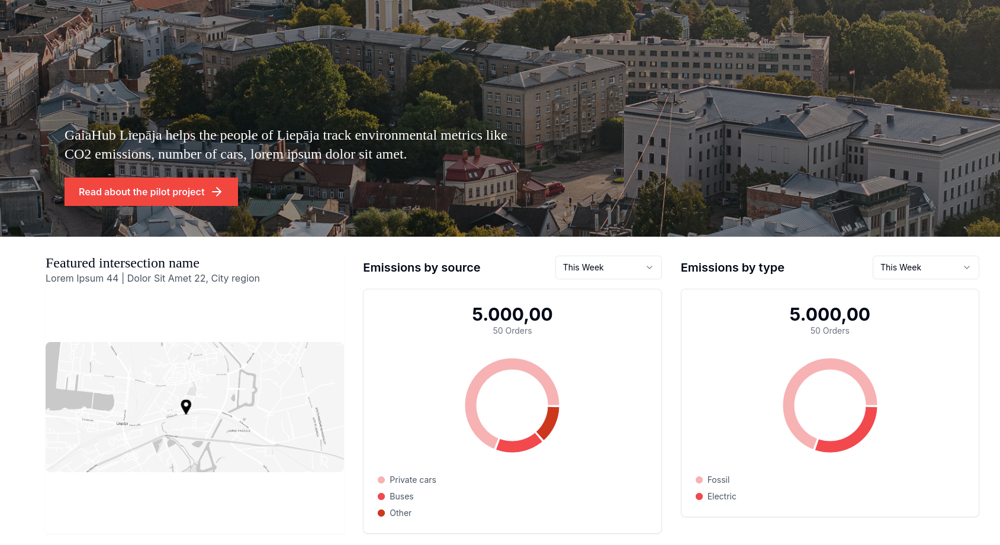 GaiaHub Liepāja helps the people of Liepāja track environmental metrics like
CO2 emissions, number of cars, lorem ipsum dolor sit amet.
Read about the pilot project
Featured intersection name
Lorem Ipsum 44 | Dolor Sit Amet 22, City region
Liepāja
JAUNA PASAULE
Emissions by source
This Week
5.000,00
50 Orders
Private cars
Buses
Other
Emissions by type
This Week
5.000,00
50 Orders
Fossil
Electric